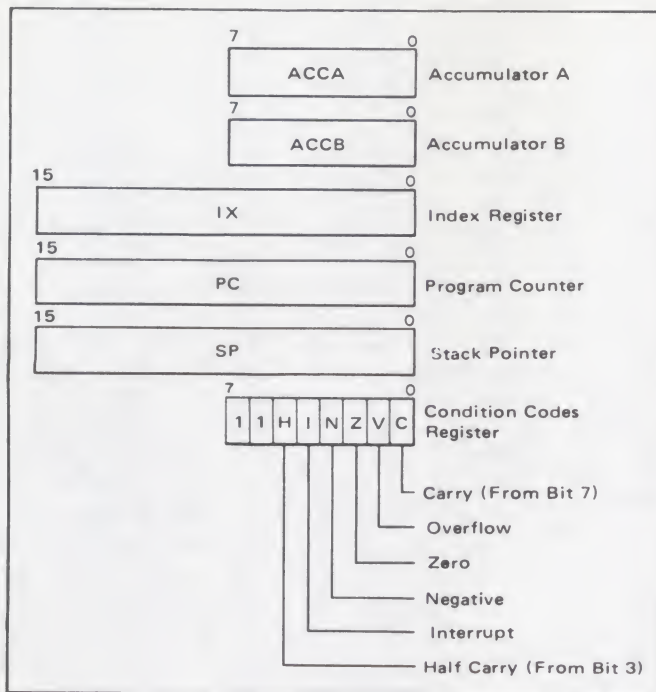 7 0
ACCA Accumulator A
7 0
ACCB Accumulator B
15 0
IX Index Register
15 0
PC Program Counter
15 0
SP Stack Pointer
7 0
1 1 H I N Z V C Condition Codes
Register
Carry (From Bit 7)
Overflow
Zero
Negative
Interrupt
Half Carry (From Bit 3)